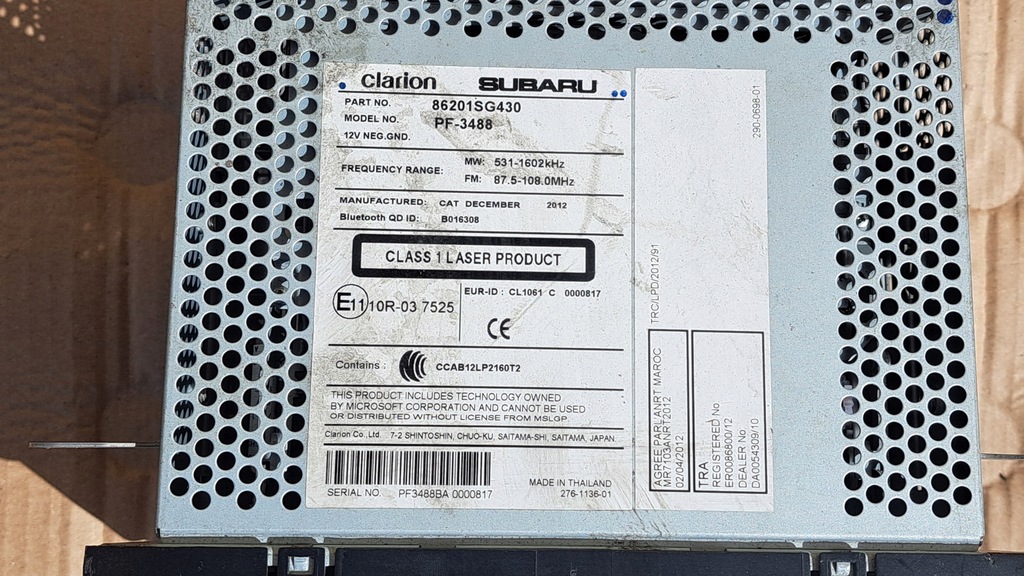 clarion SUBARU
PART NO. 86201SG430
MODEL NO. PF-3488
12V NEG.GND.
FREQUENCY RANGE: MW: 531-1602kHz
FM: 87.5-108.0MHz
MANUFACTURED: CAT DECEMBER 2012
Bluetooth QD ID: B016308
CLASS 1 LASER PRODUCT
E11 10R-03 7525
EUR-ID : CL1061 C 0000817
CE
Contains : CCAB12LP2160T2
THIS PRODUCT INCLUDES TECHNOLOGY OWNED
BY MICROSOFT CORPORATION AND CANNOT BE USED
OR DISTRIBUTED WITHOUT LICENSE FROM MSLGP.
Clarion Co., Ltd. 7-2 SHINTOSHIN, CHUO-KU, SAITAMA-SHI, SAITAMA, JAPAN
SERIAL NO. PF3488BA 0000817
MADE IN THAILAND
276-1136-01
290-0698-01
TRC/LPD/2012/91
AGREE PAR L'ANRT MAROC
MR7103ANRT2012
02/04/2012
TRA
REGISTERED No
ER0086800/12
DEALER No
DA0054309/10